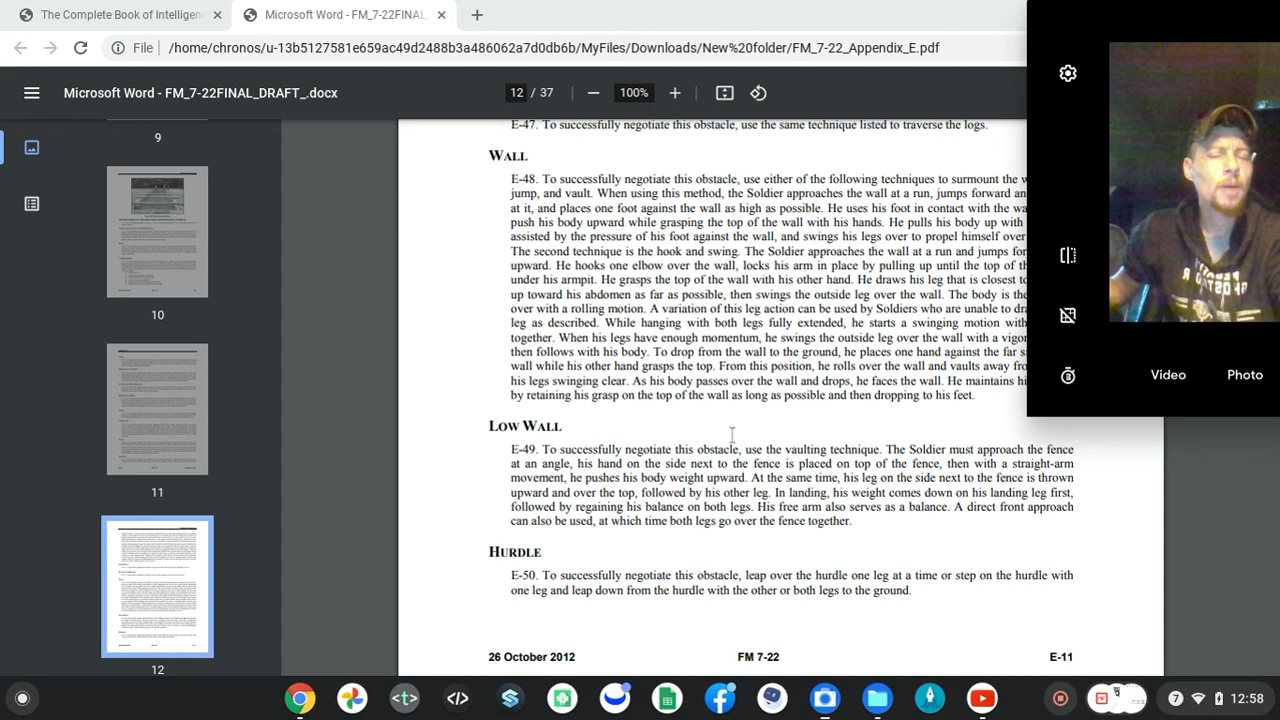 The Complete Book of Intelligen
Microsoft Word - FM_7-22FINAL_
File
/home/chronos/u-13b5127581e659ac49d2488b3a486062a7d0db6b/MyFiles/Downloads/New%20folder/FM_7-22_Appendix_E.pdf
Microsoft Word - FM_7-22FINAL_DRAFT_.docx
12 / 37
100%
9
10
11
12
E-47. To successfully negotiate this obstacle, use the same technique listed to traverse the logs.
WALL
E-48. To successfully negotiate this obstacle, use either of the following techniques to surmount the w
jump, and vault. When using this method, the Soldier approaches the wall at a run, jumps forward an
at it, and places one foot against the wall as high as possible. He uses his foot in contact with the wa
push his body upward while grasping the top of the wall with his hands. He pulls his body up with
assisted by the pressure of his foot against the wall, and swings his legs over to propel himself over
The second technique is the hook and swing. The Soldier approaches the wall at a run and jumps for
upward. He hooks one elbow over the wall, locks his arm in place by pulling up until the top of th
under his armpit. He grasps the top of the wall with his other hand. He draws his leg that is closest to
up toward his abdomen as far as possible, then swings the outside leg over the wall. The body is the
over with a rolling motion. A variation of this leg action can be used by Soldiers who are unable to dr
leg as described. While hanging with both legs fully extended, he starts a swinging motion with
together. When his legs have enough momentum, he swings the outside leg over the wall with a vigor
then follows with his body. To drop from the wall to the ground, he places one hand against the far s
wall while his other hand grasps the top. From this position, he rolls over the wall and vaults away fro
his legs swinging clear. As his body passes over the wall and drops, he faces the wall. He maintains hi
by retaining his grasp on the top of the wall as long as possible and then dropping to his feet.
LOW WALL
E-49. To successfully negotiate this obstacle, use the vaulting technique. The Soldier must approach the fence
at an angle, his hand on the side next to the fence is placed on top of the fence, then with a straight-arm
movement, he pushes his body weight upward. At the same time, his leg on the side next to the fence is thrown
upward and over the top, followed by his other leg. In landing, his weight comes down on his landing leg first,
followed by regaining his balance on both legs. His free arm also serves as a balance. A direct front approach
can also be used, at which time both legs go over the fence together.
HURDLE
E-50. To successfully negotiate this obstacle, leap over the hurdle one leg at a time or step on the hurdle with
one leg and leap down from the hurdle with the other or both legs to the ground.
26 October 2012
FM 7-22
E-11
Video
Photo
7
12:58